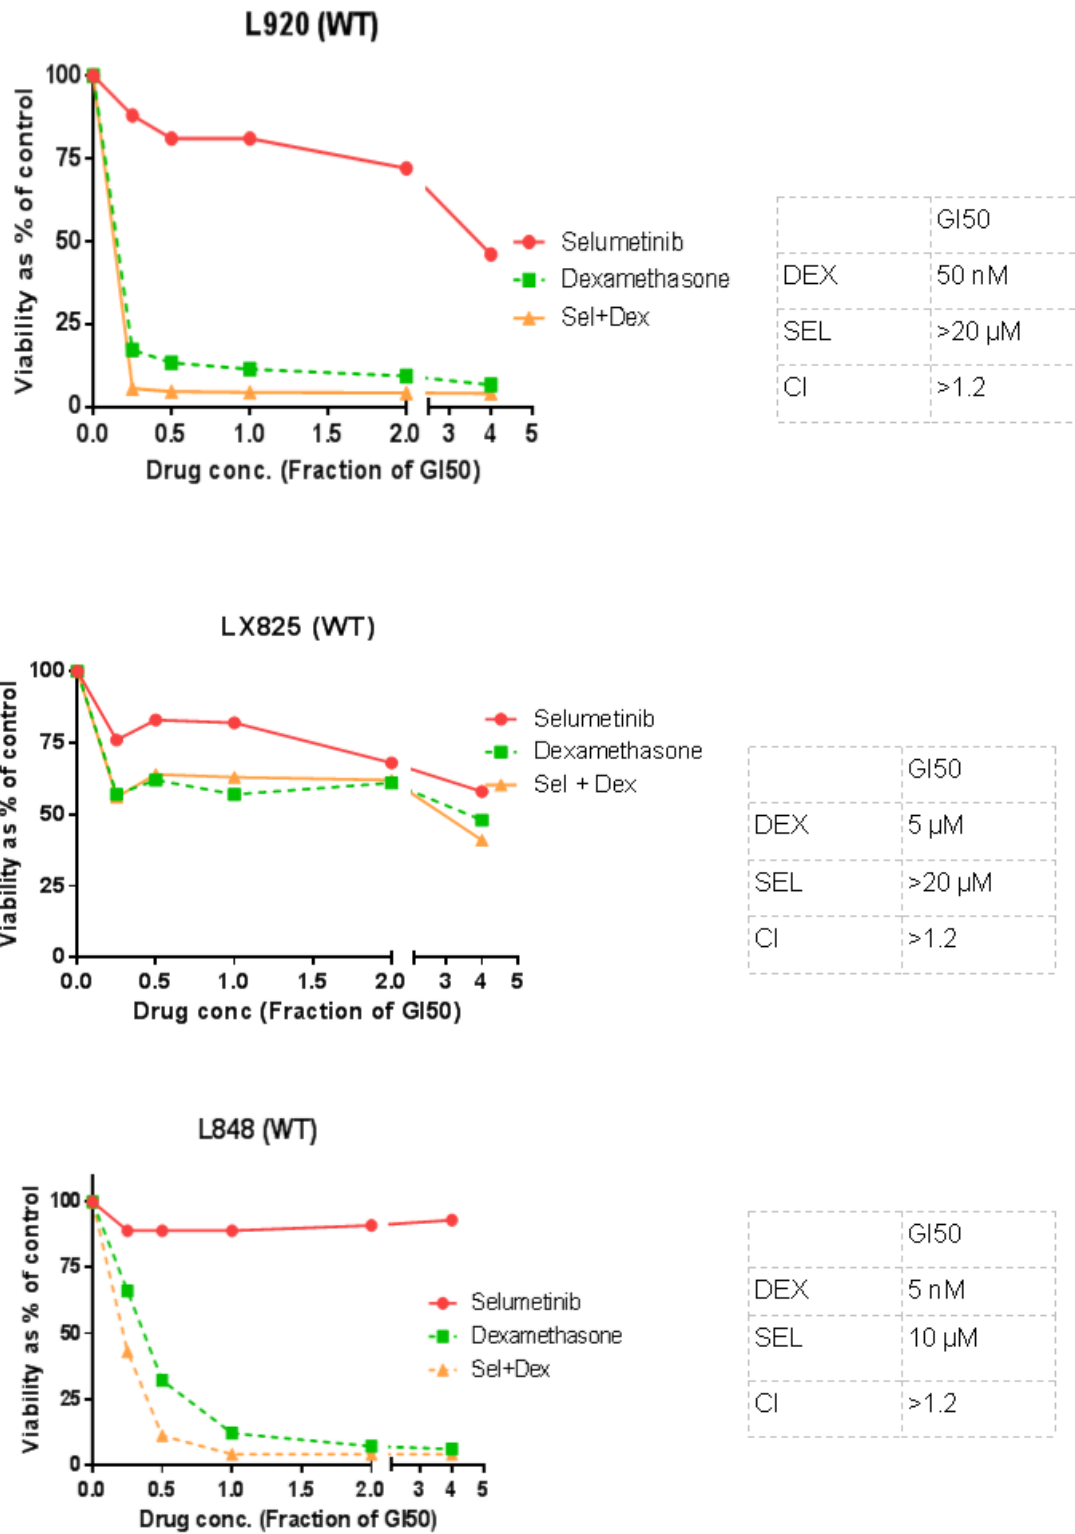 L920 (WT)
Viability as % of control
100
75
50
25
0
0.0 0.5 1.0 1.5 2.0 3 4 5
Drug conc. (Fraction of GI50)
Selumetinib
Dexamethasone
Sel+Dex
GI50
DEX 50 nM
SEL >20 µM
CI >1.2
LX825 (WT)
Viability as % of control
100
75
50
25
0
0.0 0.5 1.0 1.5 2.0 3 4 5
Drug conc (Fraction of GI50)
Selumetinib
Dexamethasone
Sel + Dex
GI50
DEX 5 µM
SEL >20 µM
CI >1.2
L848 (WT)
Viability as % of control
100
75
50
25
0
0.0 0.5 1.0 1.5 2.0 3 4 5
Drug conc. (Fraction of GI50)
Selumetinib
Dexamethasone
Sel+Dex
GI50
DEX 5 nM
SEL 10 µM
CI >1.2